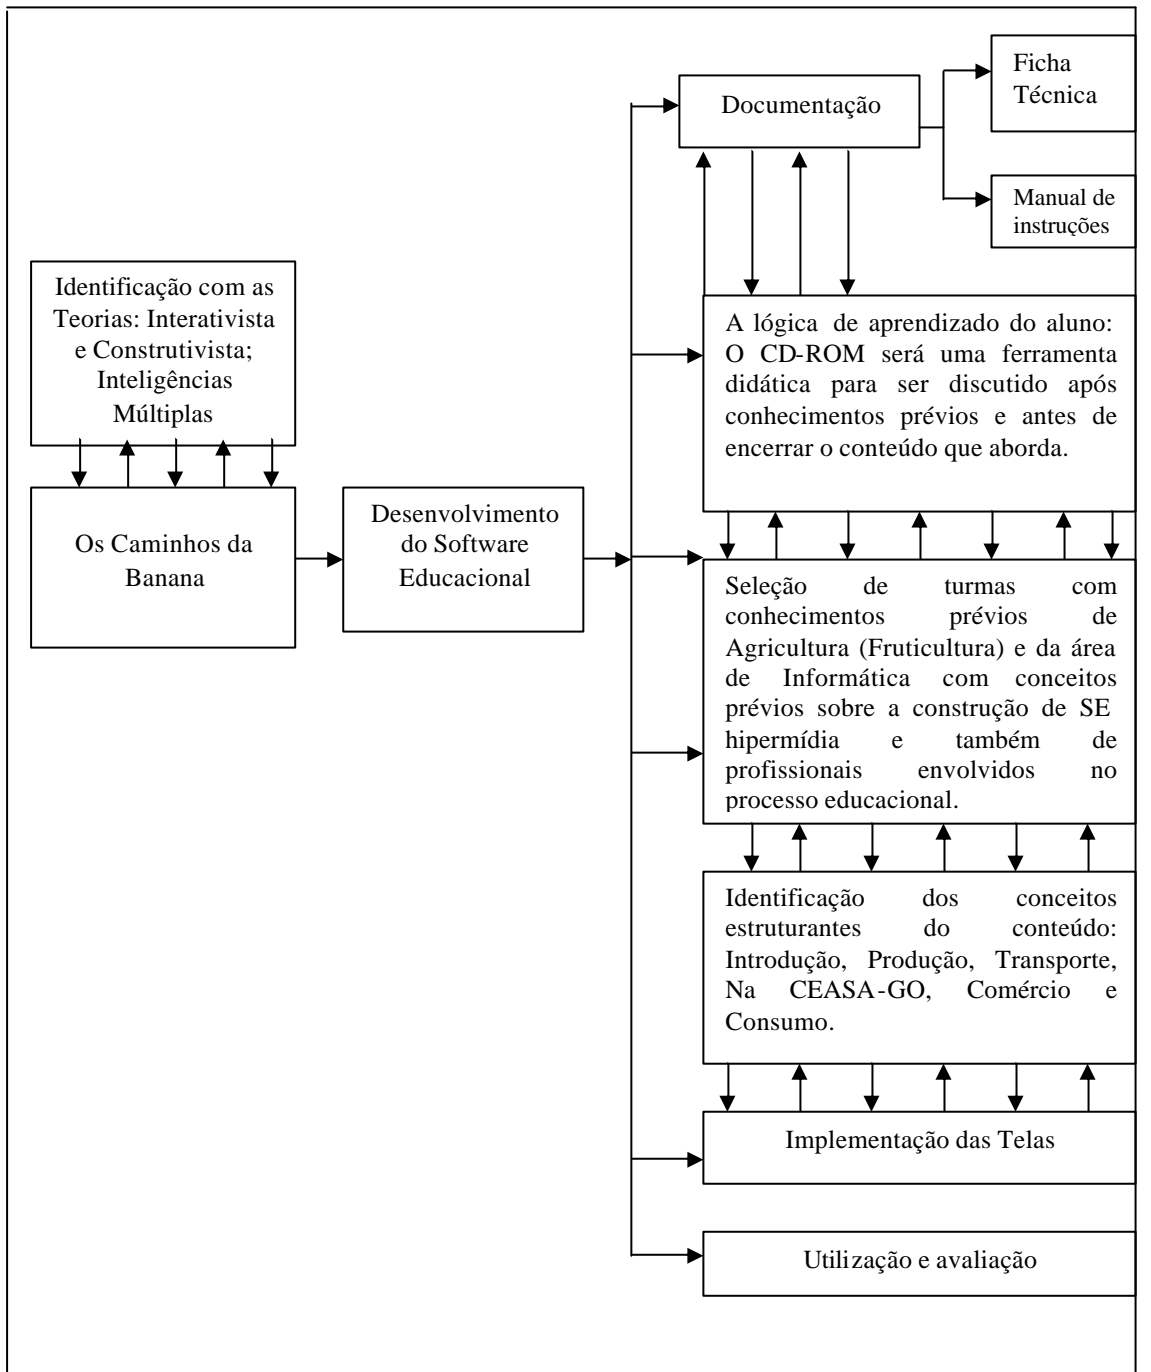 Identificação com as
Teorias: Interativista
e Construtivista;
Inteligências
Múltiplas
Os Caminhos da
Banana
Desenvolvimento
do Software
Educacional
Documentação
Ficha
Técnica
Manual de
instruções
A lógica de aprendizado do aluno:
O CD-ROM será uma ferramenta
didática para ser discutido após
conhecimentos prévios e antes de
encerrar o conteúdo que aborda.
Seleção de turmas com
conhecimentos prévios de
Agricultura (Fruticultura) e da área
de Informática com conceitos
prévios sobre a construção de SE
hipermídia e também de
profissionais envolvidos no
processo educacional.
Identificação dos conceitos
estruturantes do conteúdo:
Introdução, Produção, Transporte,
Na CEASA-GO, Comércio e
Consumo.
Implementação das Telas
Utilização e avaliação